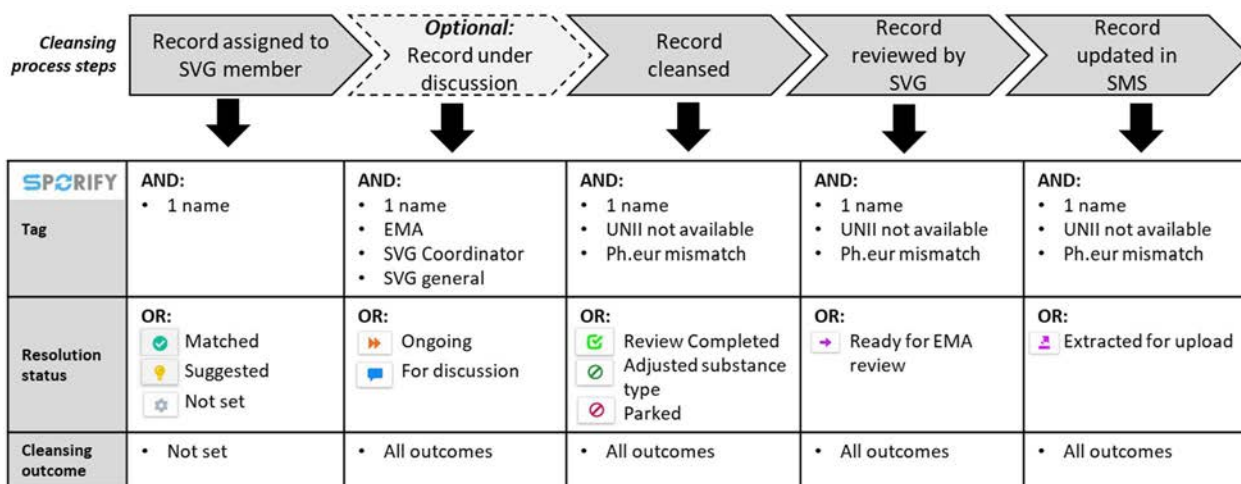 Cleansing
process steps
Record assigned to
SVG member
Optional:
Record under
discussion
Record
cleansed
Record
reviewed by
SVG
Record
updated in
SMS
SPORIFY
Tag
AND:
• 1 name
AND:
• 1 name
• EMA
• SVG Coordinator
• SVG general
AND:
• 1 name
• UNII not available
• Ph.eur mismatch
AND:
• 1 name
• UNII not available
• Ph.eur mismatch
AND:
• 1 name
• UNII not available
• Ph.eur mismatch
Resolution
status
OR:
Matched
Suggested
Not set
OR:
Ongoing
For discussion
OR:
Review Completed
Adjusted substance
type
Parked
OR:
Ready for EMA
review
OR:
Extracted for upload
Cleansing
outcome
• Not set
• All outcomes
• All outcomes
• All outcomes
• All outcomes